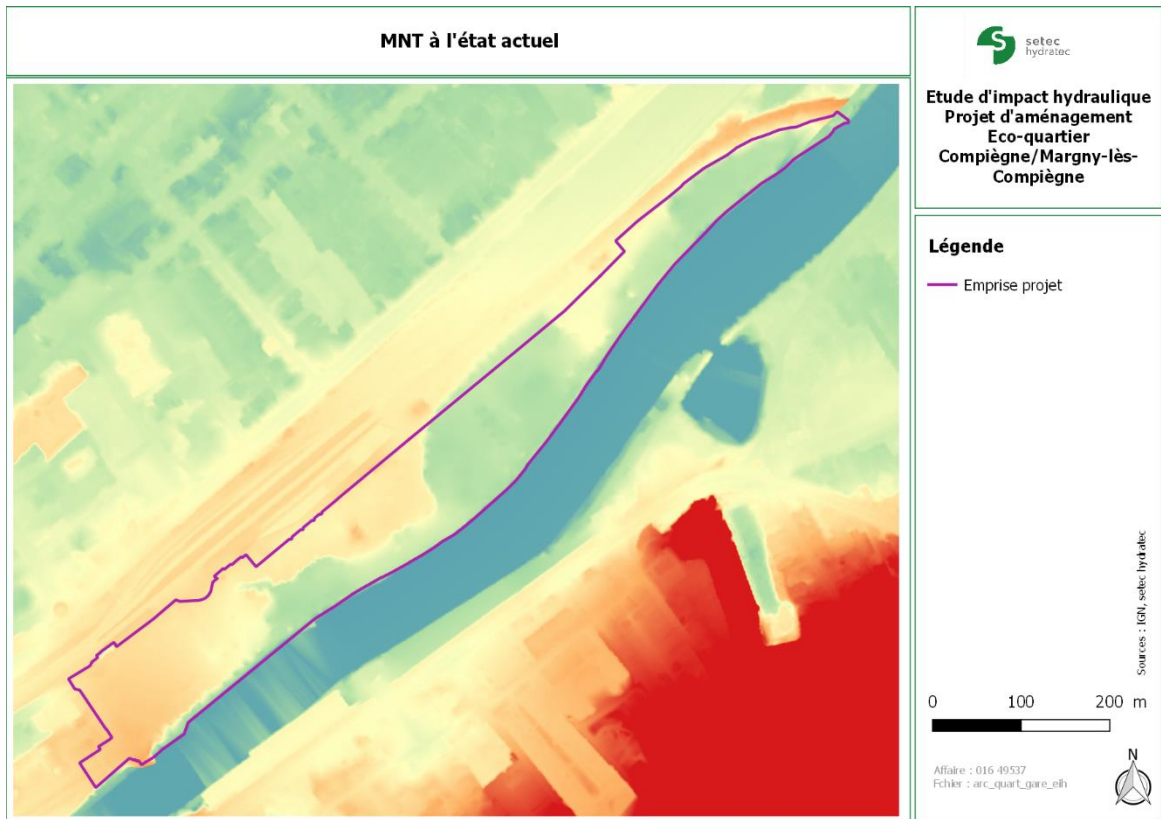 MNT à l'état actuel
setec
hydratec
Etude d'impact hydraulique
Projet d'aménagement
Eco-quartier
Compiègne/Margny-lès-
Compiègne
Légende
Emprise projet
Sources : IGN, setec hydratec
0 100 200 m
Affaire : 016 49537
Fchier : arc_quart_gare_eih
N